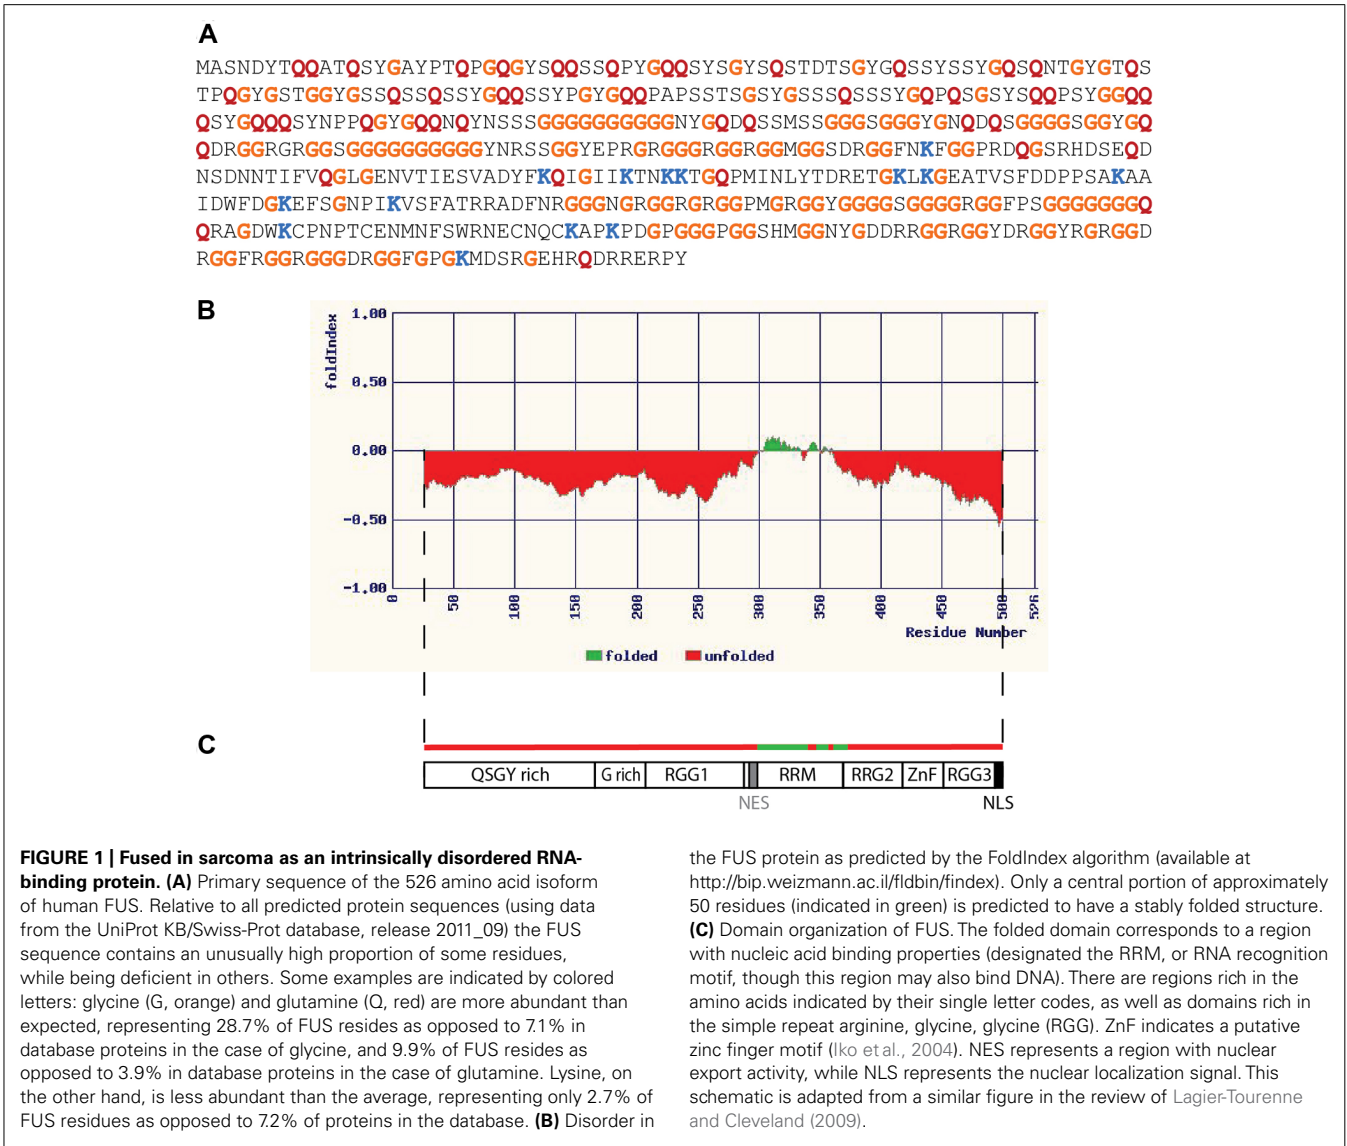 A
MASNDYTQQATQSYGAYPTQPGQGYSQQSSQPYGQQSYSGYSQSTDTSGYGQSSYSSYGQSQNTGYGTQS
TPQGYGSTGGYGSSQSSQSSYGQQSSYPGYGQQPAPSSTSGSYGSSSQSSSYGQPQSGSYSQQPSYGGQQ
QSYGQQQSYNPPQGYGQQNQYNSSSGGGGGGGGGGNYGQDQSSMSSGGGSGGGYGNQDQSGGGGSGGYGQ
QDRGGRGRGGSGGGGGGGGGGYNRSSGGYEPRGRGGGRGGRGGMGGSDRGGFNKFGGPRDQGSRHDSEQD
NSDNNTIFVQGLGENVTIESVADYFKQIGIIKTNKKTGQPMINLYTDRETGKLKGEATVSFDDPPSAKAA
IDWFDGKEFSGNPIKVSFATRRADFNRGGGNGRGGRGRGGPMGRGGYGGGGSGGGGRGGFPSGGGGGGGQ
QRAGDWKCPNPTCENMNFSWRNECNQCKAPKPDGPGGGPGGSHMGGNYGDDRRGGRGGYDRGGYRGRGGD
RGGFRGGRGGGDRGGFGPGKMDSRGEHRQDRRERPY
B
foldIndex
1.00
0.50
0.00
-0.50
-1.00
0 50 100 150 200 250 300 350 400 450 500 526
Residue Number
folded unfolded
C
QSGY rich G rich RGG1 RRM RRG2 ZnF RGG3
NES NLS
FIGURE 1 | Fused in sarcoma as an intrinsically disordered RNA-
binding protein. (A) Primary sequence of the 526 amino acid isoform
of human FUS. Relative to all predicted protein sequences (using data
from the UniProt KB/Swiss-Prot database, release 2011_09) the FUS
sequence contains an unusually high proportion of some residues,
while being deficient in others. Some examples are indicated by colored
letters: glycine (G, orange) and glutamine (Q, red) are more abundant than
expected, representing 28.7% of FUS resides as opposed to 7.1% in
database proteins in the case of glycine, and 9.9% of FUS resides as
opposed to 3.9% in database proteins in the case of glutamine. Lysine, on
the other hand, is less abundant than the average, representing only 2.7% of
FUS residues as opposed to 7.2% of proteins in the database. (B) Disorder in
the FUS protein as predicted by the FoldIndex algorithm (available at
http://bip.weizmann.ac.il/fldbin/findex). Only a central portion of approximately
50 residues (indicated in green) is predicted to have a stably folded structure.
(C) Domain organization of FUS. The folded domain corresponds to a region
with nucleic acid binding properties (designated the RRM, or RNA recognition
motif, though this region may also bind DNA). There are regions rich in the
amino acids indicated by their single letter codes, as well as domains rich in
the simple repeat arginine, glycine, glycine (RGG). ZnF indicates a putative
zinc finger motif (Iko et al., 2004). NES represents a region with nuclear
export activity, while NLS represents the nuclear localization signal. This
schematic is adapted from a similar figure in the review of Lagier-Tourenne
and Cleveland (2009).